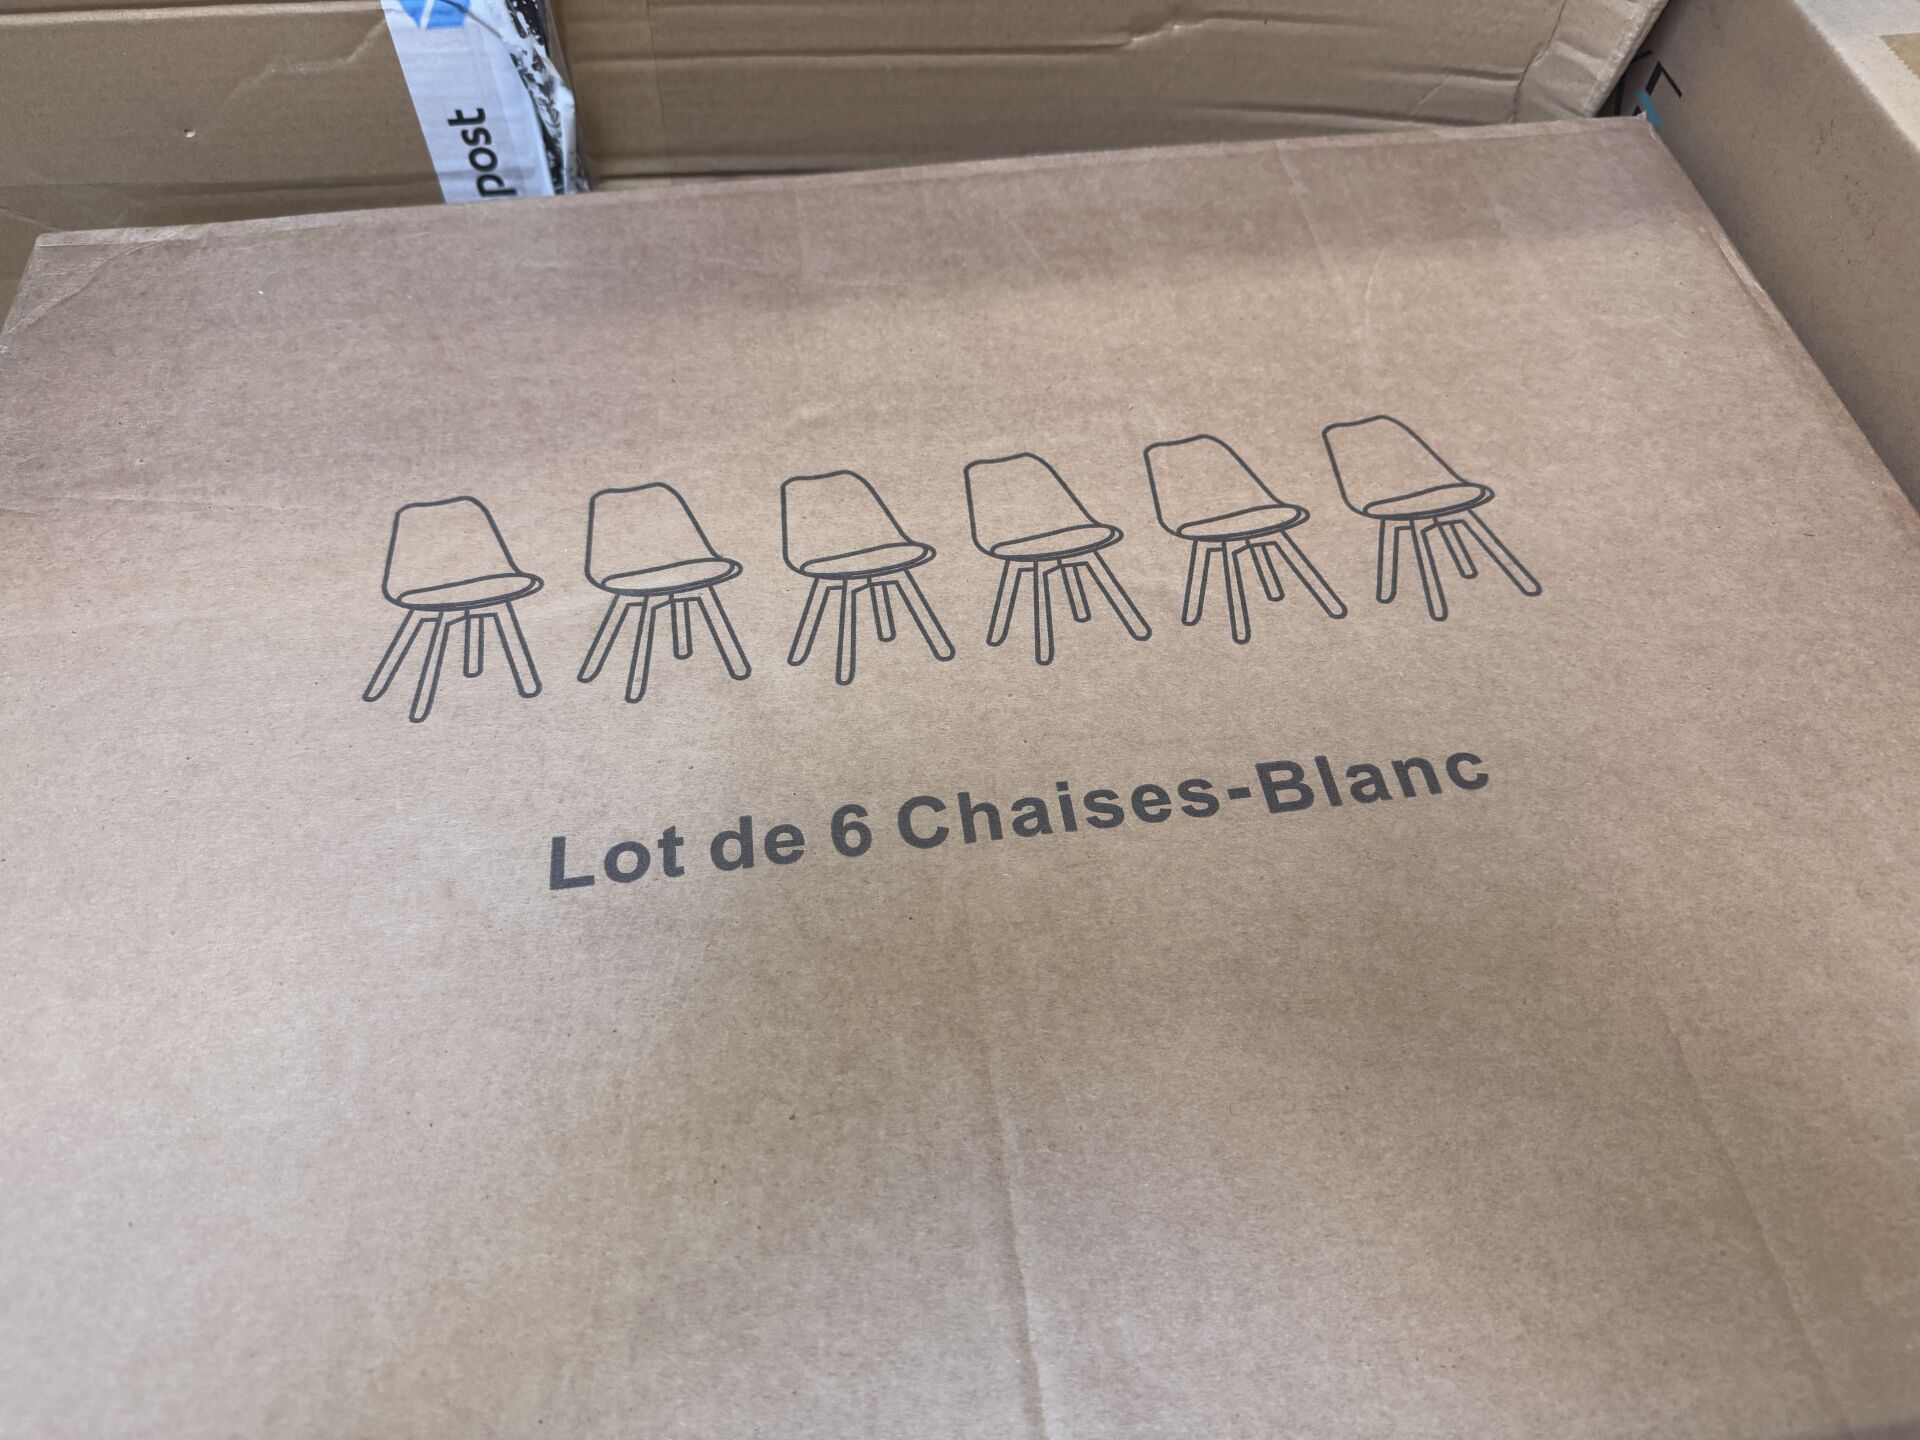 post
Lot de 6 Chaises-Blanc